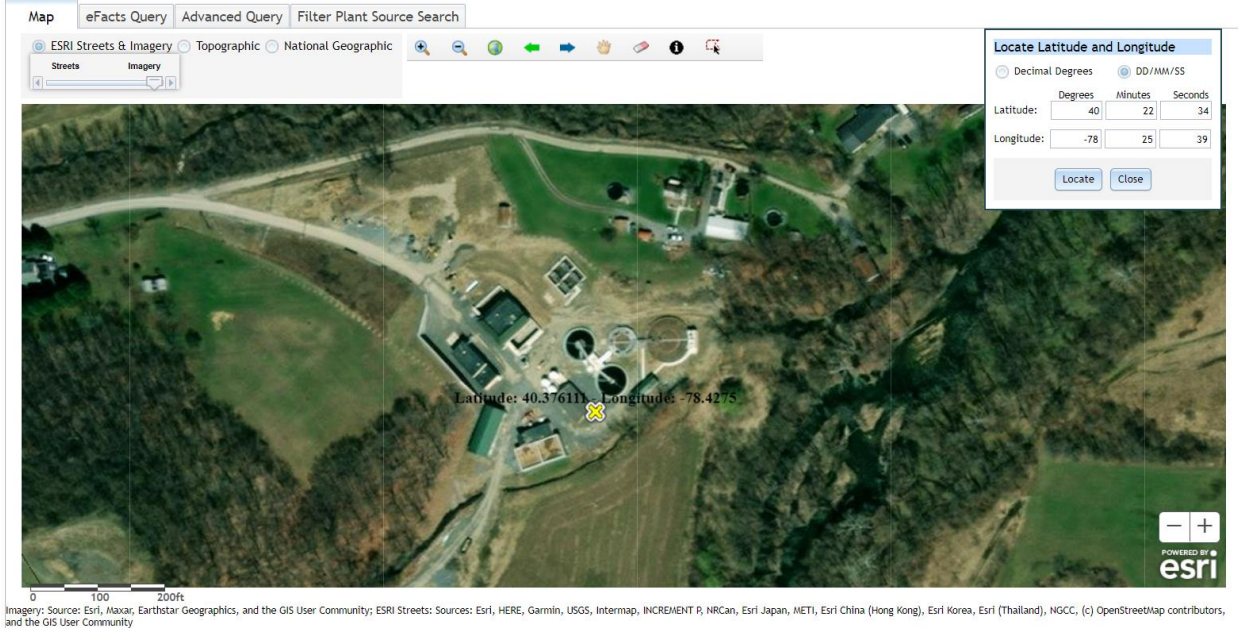 Map eFacts Query Advanced Query Filter Plant Source Search
ESRI Streets & Imagery Topographic National Geographic
Streets Imagery
Locate Latitude and Longitude
Decimal Degrees DD/MM/SS
Degrees Minutes Seconds
Latitude: 40 22 34
Longitude: -78 25 39
Locate Close
Latitude: 40.376111 - Longitude: -78.4275
POWERED BY
esri
0 100 200ft
Imagery: Source: Esri, Maxar, Earthstar Geographics, and the GIS User Community; ESRI Streets: Sources: Esri, HERE, Garmin, USGS, Intermap, INCREMENT P, NRCan, Esri Japan, METI, Esri China (Hong Kong), Esri Korea, Esri (Thailand), NGCC, (c) OpenStreetMap contributors,
and the GIS User Community